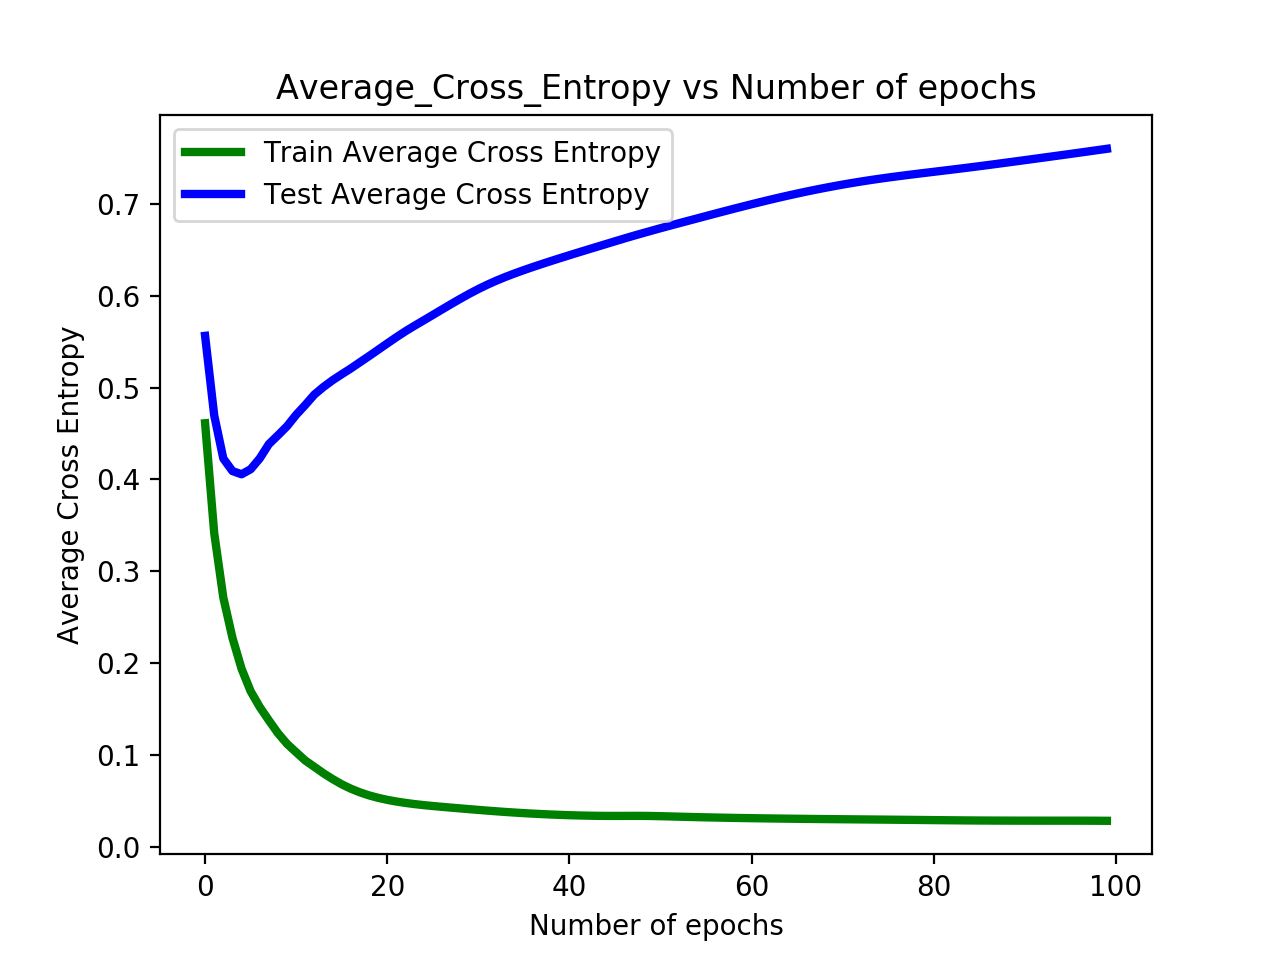 Average_Cross_Entropy vs Number of epochs
Train Average Cross Entropy
Test Average Cross Entropy
Average Cross Entropy
0.7
0.6
0.5
0.4
0.3
0.2
0.1
0.0
0 20 40 60 80 100
Number of epochs